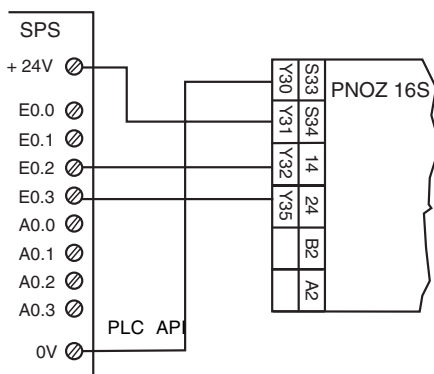 SPS
+ 24V
E0.0
E0.1
E0.2
E0.3
A0.0
A0.1
A0.2
A0.3
0V
PLC API
Y30 S33
Y31 S34
Y32 14
Y35 24
B2
A2
PNOZ 16S